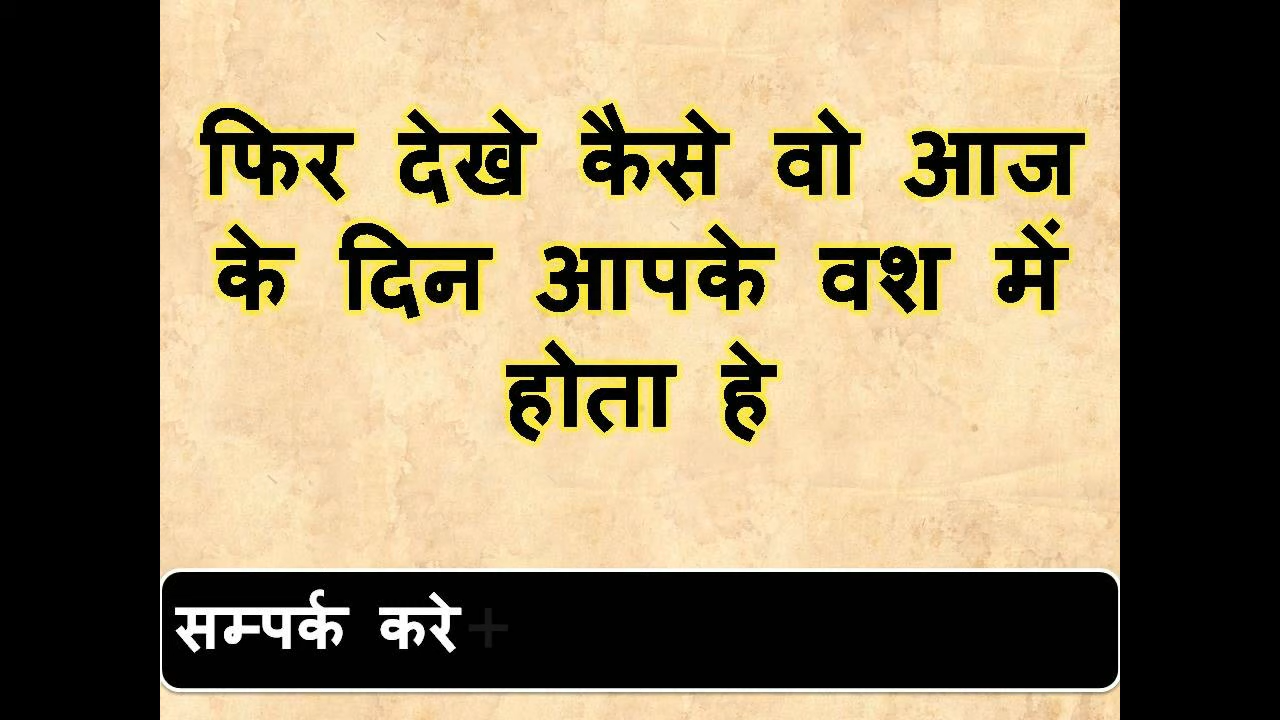 फिर देखे कैसे वो आज
के दिन आपके वश में
होता हे
सम्पर्क करे +